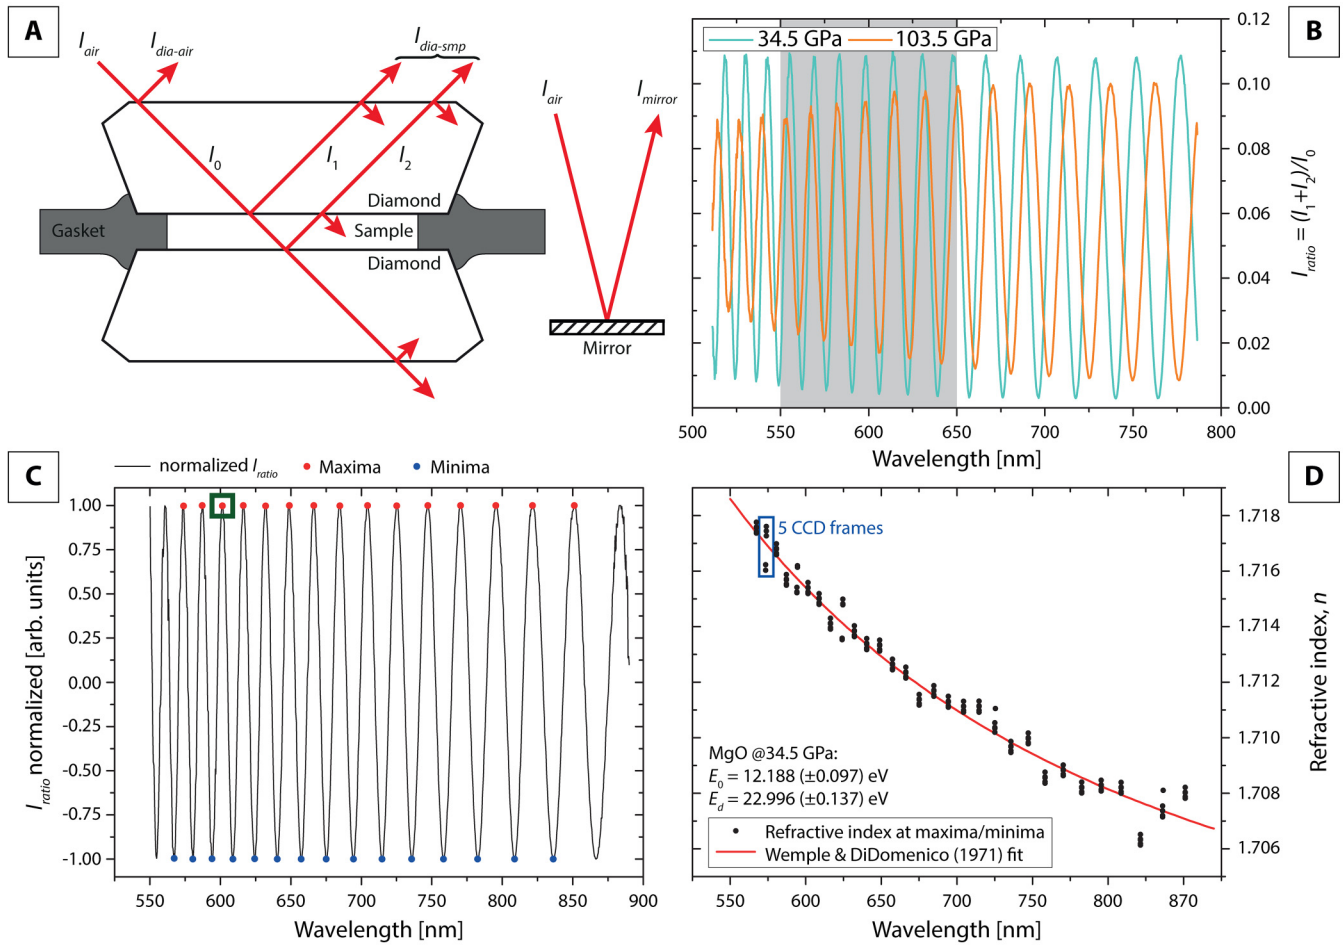 A
I_air
I_dia-air
I_dia-smp
I_0
I_1
I_2
Diamond
Gasket
Sample
Diamond
I_air
I_mirror
Mirror
B
34.5 GPa
103.5 GPa
0.12
0.10
0.08
0.06
0.04
0.02
0.00
I_ratio = (I_1+I_2)/I_0
500 550 600 650 700 750 800
Wavelength [nm]
C
normalized I_ratio
Maxima
Minima
1.00
0.75
0.50
0.25
0.00
-0.25
-0.50
-0.75
-1.00
I_ratio normalized [arb. units]
550 600 650 700 750 800 850 900
Wavelength [nm]
D
5 CCD frames
1.718
1.716
1.714
1.712
1.710
1.708
1.706
Refractive index, n
MgO @34.5 GPa:
E_0 = 12.188 (±0.097) eV
E_d = 22.996 (±0.137) eV
Refractive index at maxima/minima
Wemple & DiDomenico (1971) fit
550 600 650 700 750 800 870
Wavelength [nm]